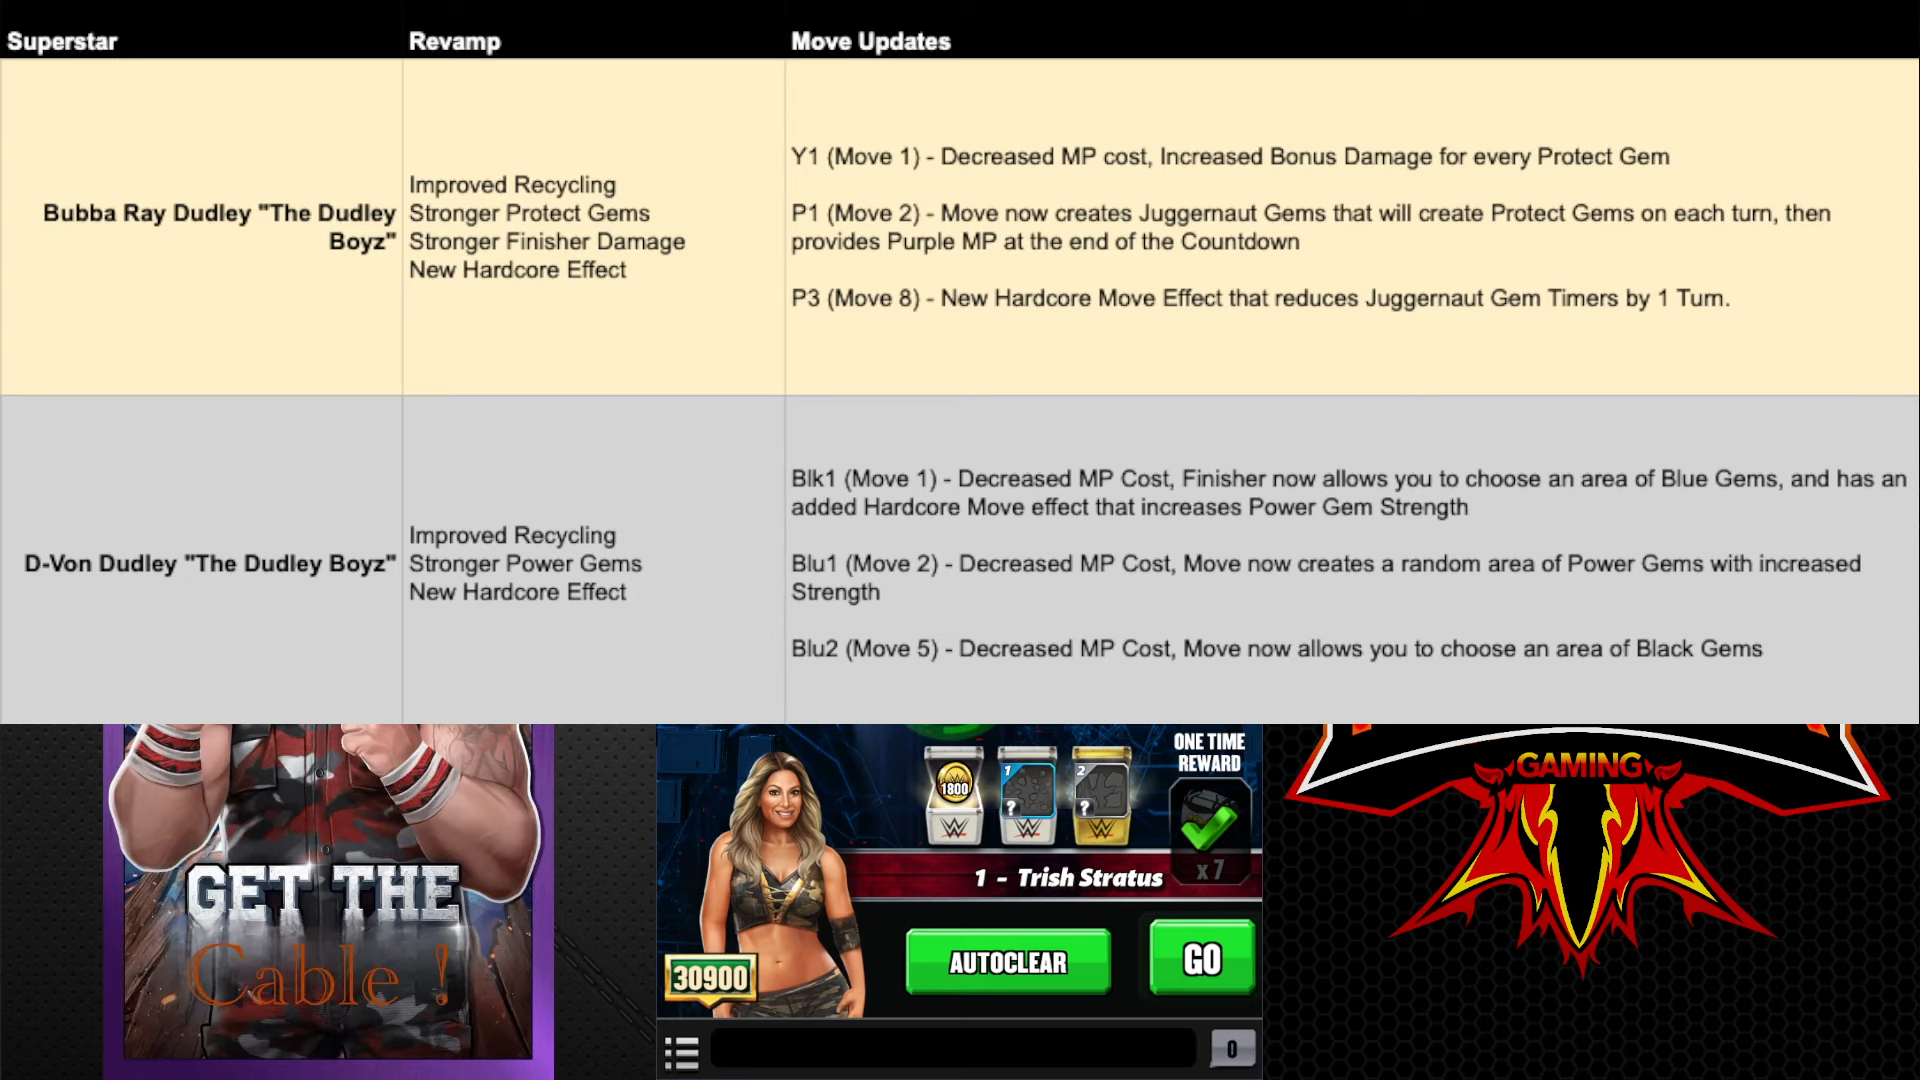 Superstar
Revamp
Move Updates
Bubba Ray Dudley "The Dudley
Boyz"
Improved Recycling
Stronger Protect Gems
Stronger Finisher Damage
New Hardcore Effect
Y1 (Move 1) - Decreased MP cost, Increased Bonus Damage for every Protect Gem
P1 (Move 2) - Move now creates Juggernaut Gems that will create Protect Gems on each turn, then
provides Purple MP at the end of the Countdown
P3 (Move 8) - New Hardcore Move Effect that reduces Juggernaut Gem Timers by 1 Turn.
D-Von Dudley "The Dudley Boyz"
Improved Recycling
Stronger Power Gems
New Hardcore Effect
Blk1 (Move 1) - Decreased MP Cost, Finisher now allows you to choose an area of Blue Gems, and has an
added Hardcore Move effect that increases Power Gem Strength
Blu1 (Move 2) - Decreased MP Cost, Move now creates a random area of Power Gems with increased
Strength
Blu2 (Move 5) - Decreased MP Cost, Move now allows you to choose an area of Black Gems
GET THE
Cable !
1800
1
?
2
?
ONE TIME
REWARD
x 7
1 - Trish Stratus
30900
AUTOCLEAR
GO
0
GAMING